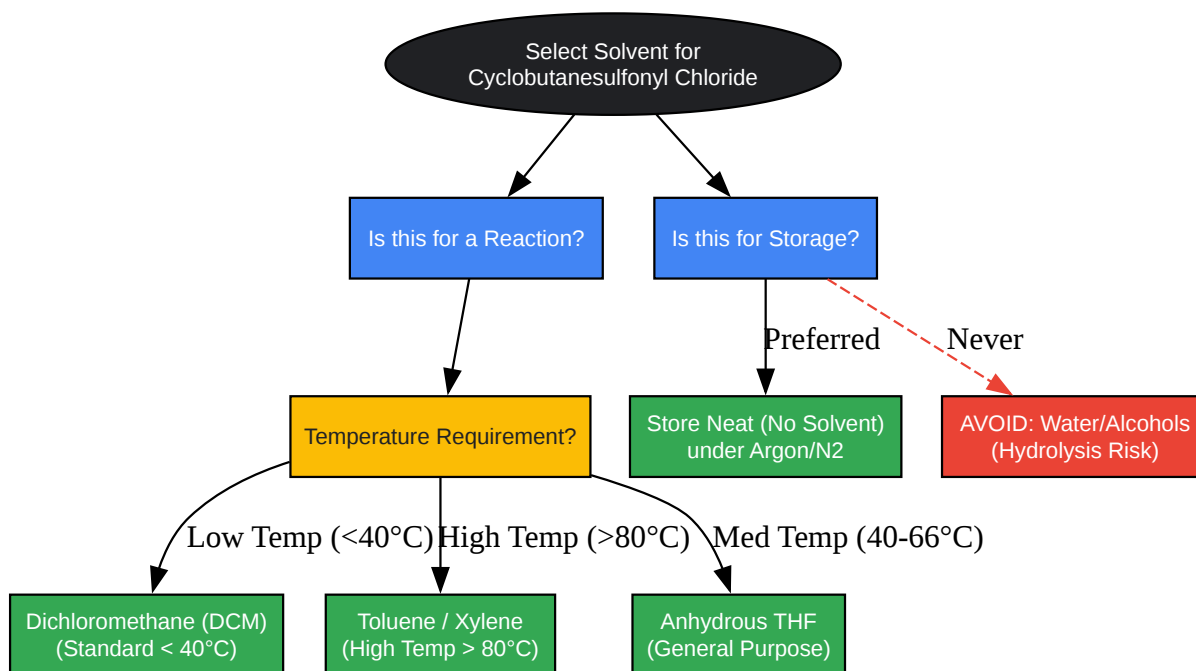 Select Solvent for
Cyclobutanesulfonyl Chloride
Is this for a Reaction?
Is this for Storage?
Preferred
Never
Temperature Requirement?
Store Neat (No Solvent)
under Argon/N2
AVOID: Water/Alcohols
(Hydrolysis Risk)
Low Temp (<40°C)
High Temp (>80°C)
Med Temp (40-66°C)
Dichloromethane (DCM)
(Standard < 40°C)
Toluene / Xylene
(High Temp > 80°C)
Anhydrous THF
(General Purpose)